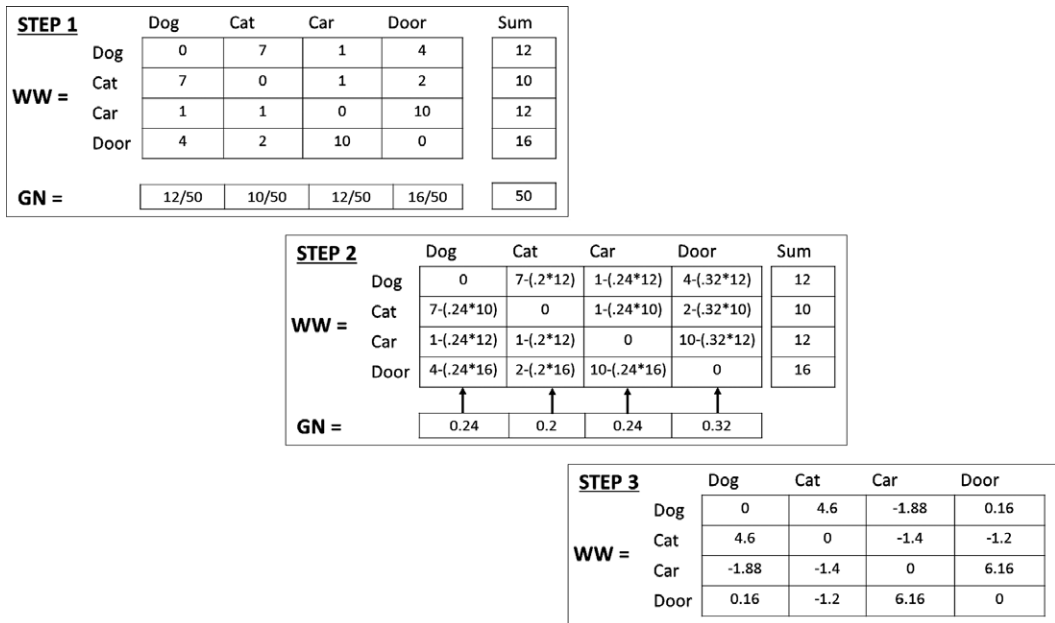 STEP 1 Dog Cat Car Door Sum
Dog 0 7 1 4 12
Cat 7 0 1 2 10
WW =
Car 1 1 0 10 12
Door 4 2 10 0 16
GN = 12/50 10/50 12/50 16/50 50
STEP 2 Dog Cat Car Door Sum
Dog 0 7-(.2*12) 1-(.24*12) 4-(.32*12) 12
Cat 7-(.24*10) 0 1-(.24*10) 2-(.32*10) 10
WW =
Car 1-(.24*12) 1-(.2*12) 0 10-(.32*12) 12
Door 4-(.24*16) 2-(.2*16) 10-(.24*16) 0 16
GN = 0.24 0.2 0.24 0.32
STEP 3 Dog Cat Car Door
Dog 0 4.6 -1.88 0.16
Cat 4.6 0 -1.4 -1.2
WW =
Car -1.88 -1.4 0 6.16
Door 0.16 -1.2 6.16 0